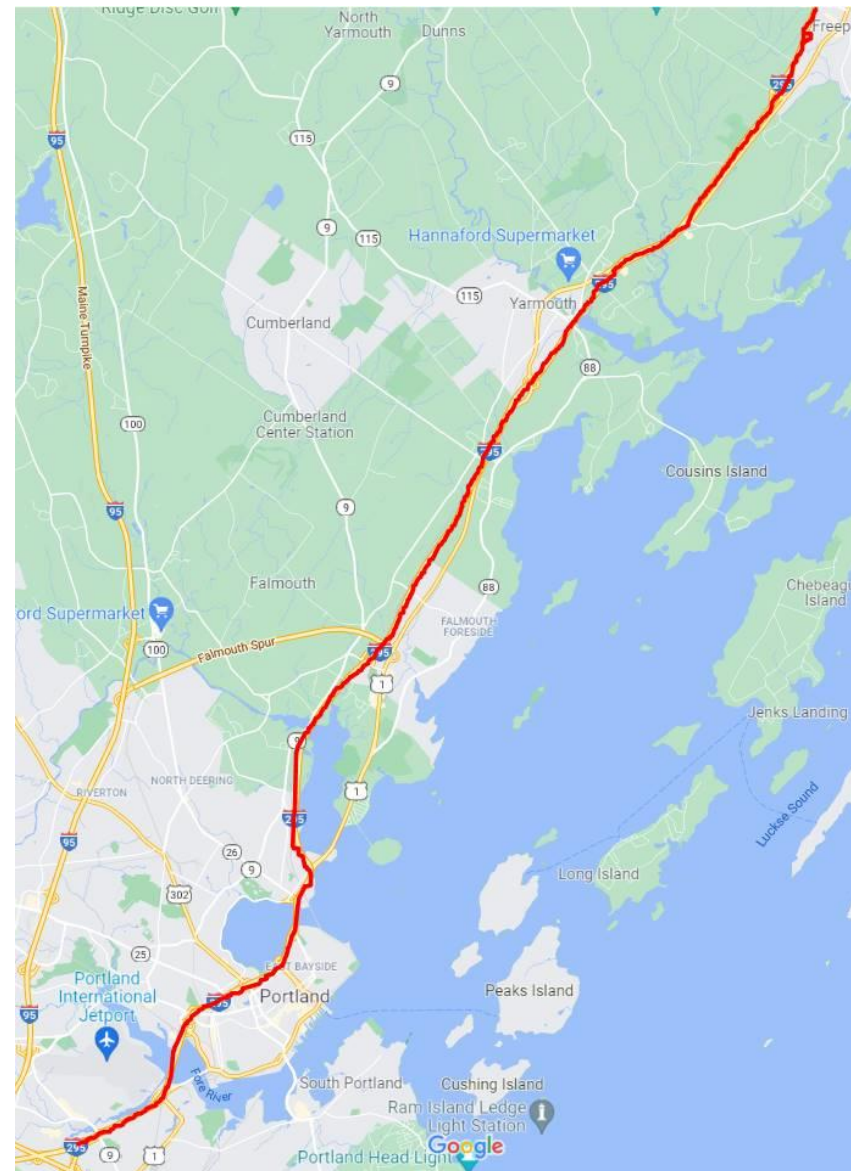 Ridge Disc Golf
North
Yarmouth
Dunns
Freep
9
295
115
95
9
115
Hannaford Supermarket
295
115
Yarmouth
Maine Turnpike
Cumberland
88
100
Cumberland
Center Station
295
Cousins Island
95
9
Falmouth
88
Chebeag
Island
ord Supermarket
FALMOUTH
FORESIDE
100
Falmouth Spur
295
1
Jenks Landing
9
NORTH DEERING
1
RIVERTON
295
Luckse Sound
95
26
9
Long Island
302
25
EAST BAYSIDE
Portland
International
Jetport
Peaks Island
295
Portland
95
Fore River
South Portland
Cushing Island
Ram Island Ledge
Light Station
295
9
1
Google
Portland Head Light